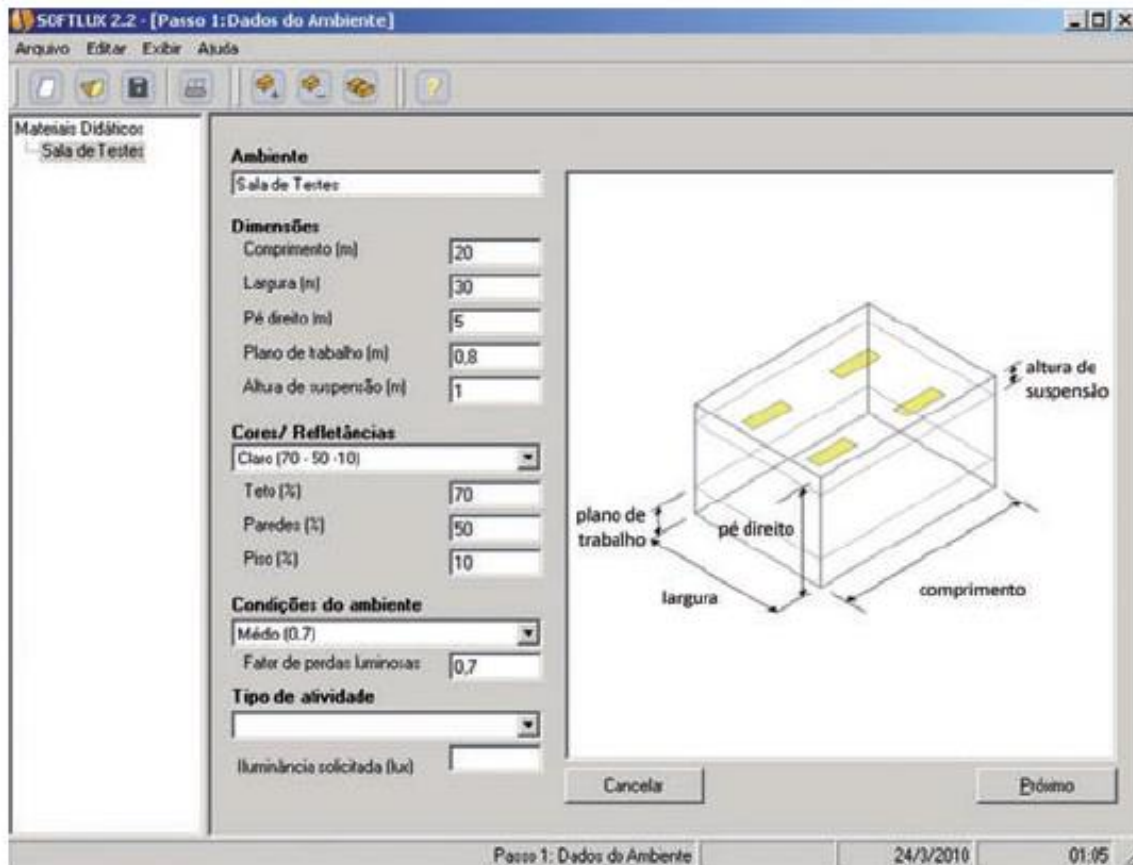 SOFTLUX 2.2 - [Passo 1:Dados do Ambiente]
Arquivo Editar Exibir Ajuda
Materiais Didáticos
Sala de Testes
Ambiente
Sala de Testes
Dimensões
Comprimento (m) 20
Largura (m) 30
Pé direito (m) 5
Plano de trabalho (m) 0,8
Altura de suspensão (m) 1
Cores/ Refletâncias
Claro (70 - 50 -10)
Teto (%) 70
Paredes (%) 50
Piso (%) 10
Condições do ambiente
Médio (0.7)
Fator de perdas luminosas 0,7
Tipo de atividade
Iluminância solicitada (lux)
altura de
suspensão
plano de
trabalho
pé direito
largura
comprimento
Cancelar Próximo
Passo 1: Dados do Ambiente 24/3/2010 01:05